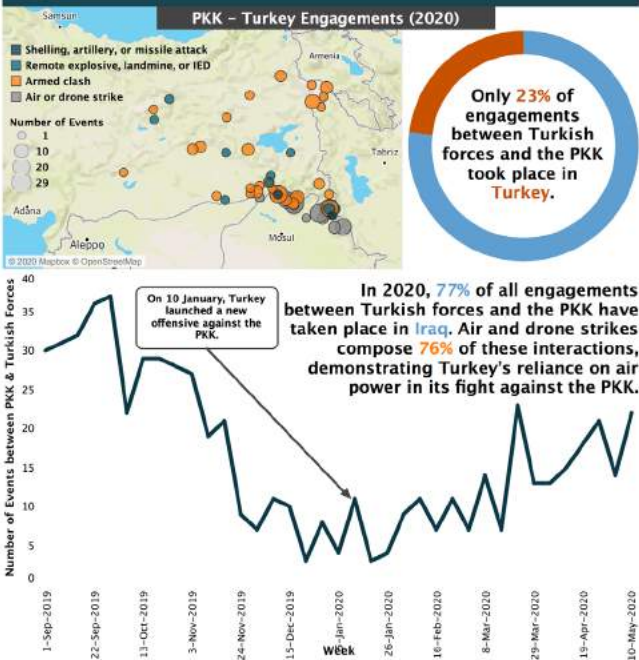 PKK – Turkey Engagements (2020)
Samsun
Shelling, artillery, or missile attack
Remote explosive, landmine, or IED
Armed clash
Air or drone strike
Number of Events
1
10
20
29
Armenia
Tabriz
Adana
Aleppo
Mosul
© 2020 Mapbox © OpenStreetMap
Only 23% of
engagements
between Turkish
forces and the PKK
took place in
Turkey.
In 2020, 77% of all engagements
between Turkish forces and the PKK have
taken place in Iraq. Air and drone strikes
compose 76% of these interactions,
demonstrating Turkey's reliance on air
power in its fight against the PKK.
On 10 January, Turkey
launched a new
offensive against the
PKK.
Number of Events between PKK & Turkish Forces
40
35
30
25
20
15
10
5
0
1-Sep-2019
22-Sep-2019
13-Oct-2019
3-Nov-2019
24-Nov-2019
15-Dec-2019
-Jan-2020
26-Jan-2020
16-Feb-2020
8-Mar-2020
29-Mar-2020
19-Apr-2020
10-May-2020
Week